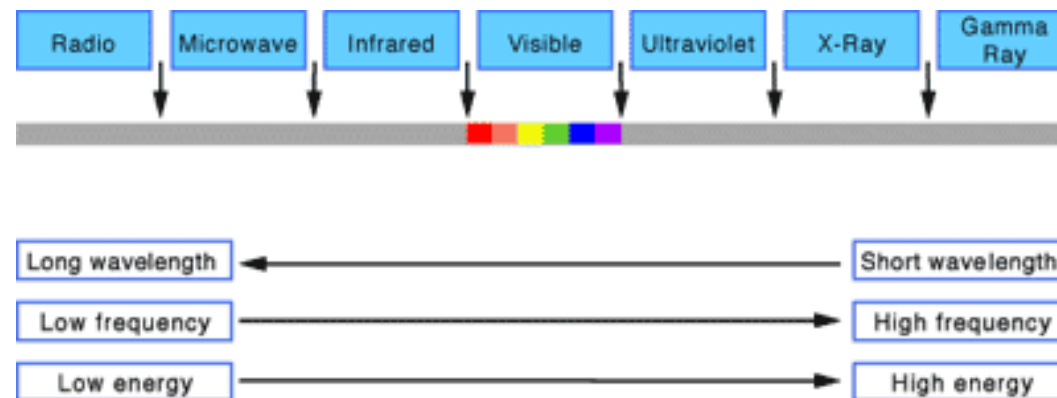 Radio Microwave Infrared Visible Ultraviolet X-Ray Gamma Ray
Long wavelength Short wavelength
Low frequency High frequency
Low energy High energy